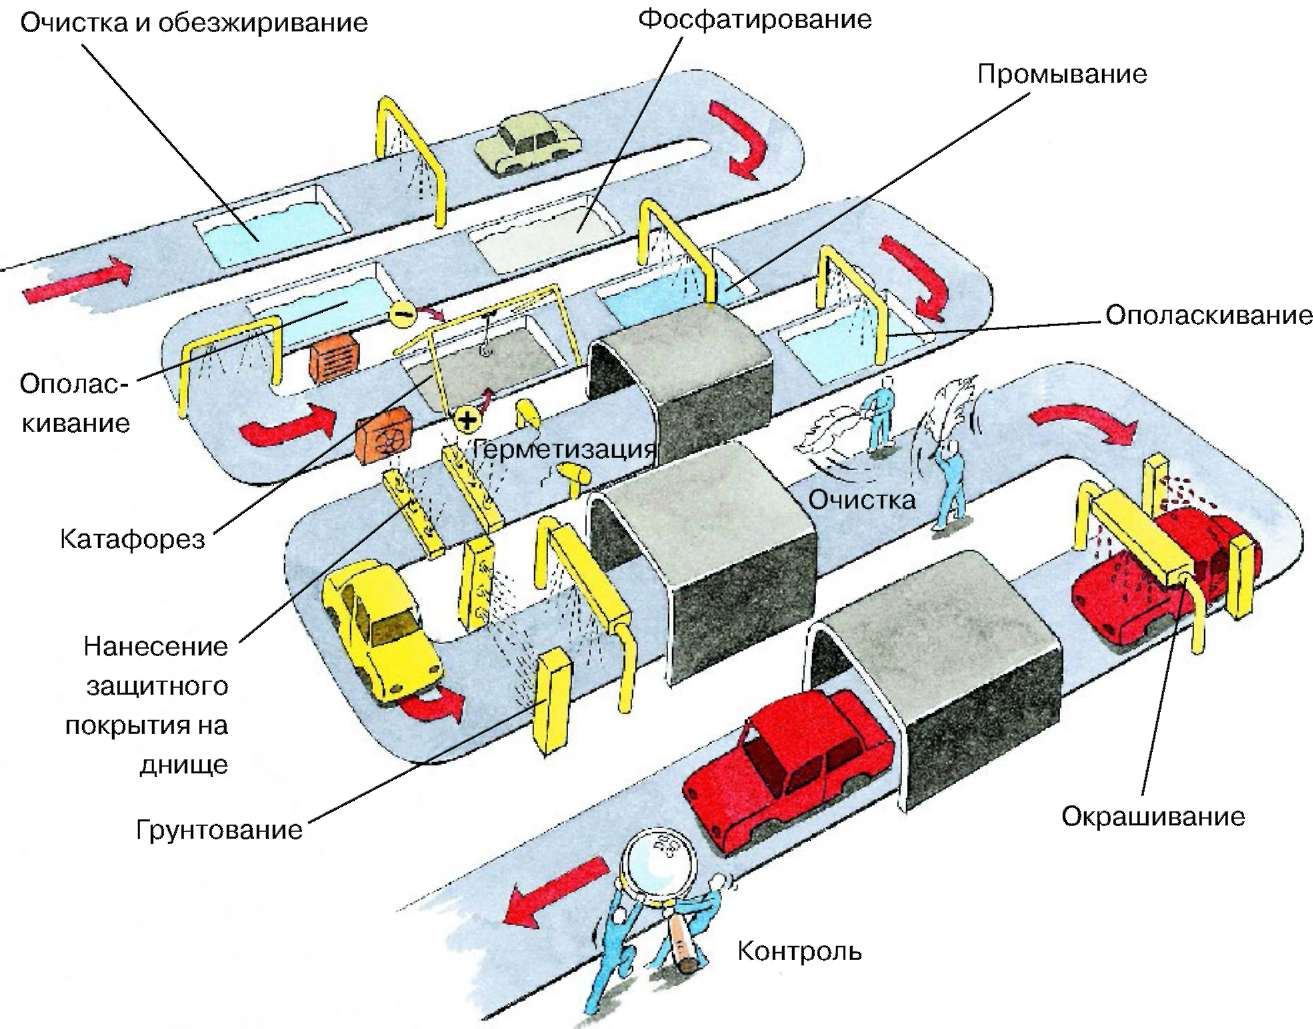 Очистка и обезжиривание
Фосфатирование
Промывание
Ополаскивание
Ополас-
кивание
−
+
Герметизация
Очистка
Катафорез
Нанесение
защитного
покрытия на
днище
Грунтование
Окрашивание
Контроль